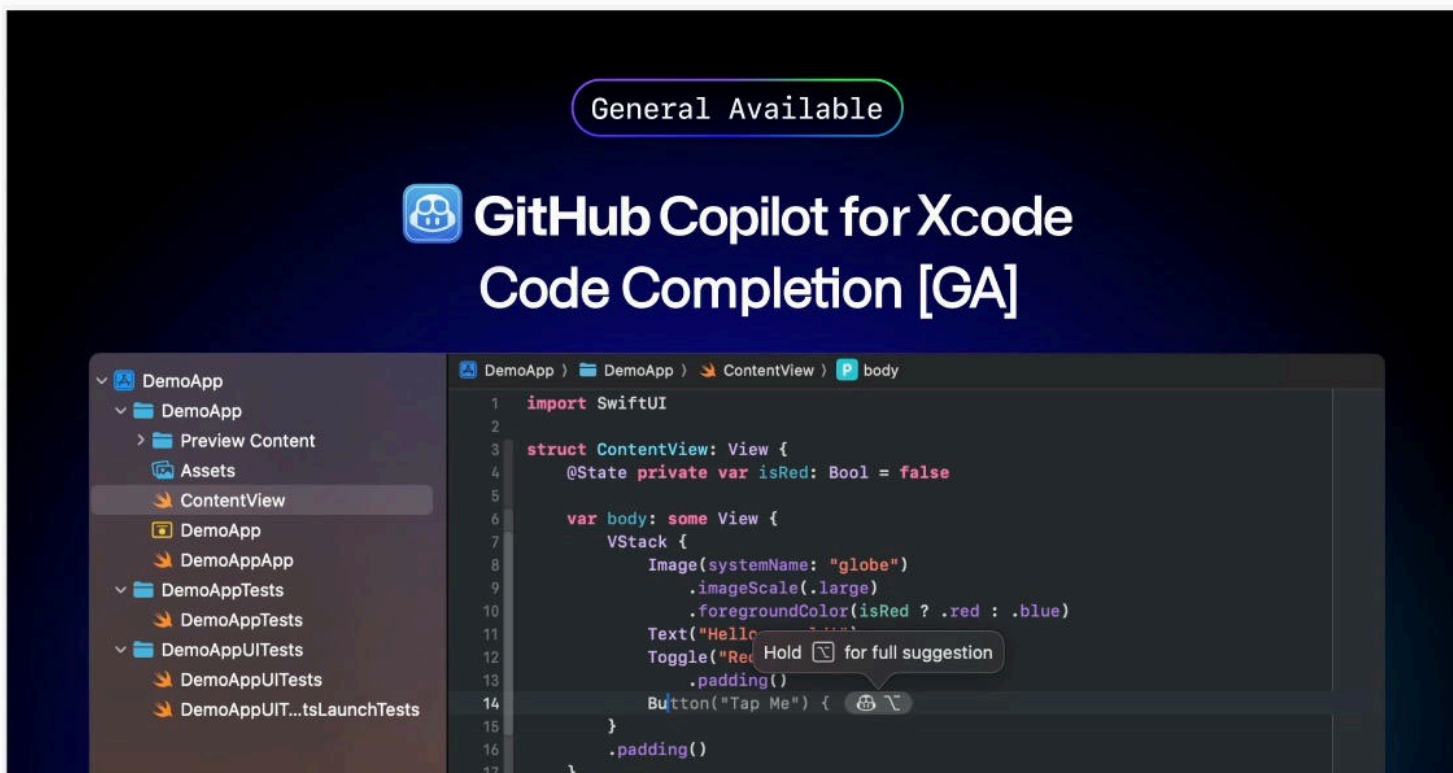 General Available
GitHub Copilot for Xcode
Code Completion [GA]
DemoApp
DemoApp
Preview Content
Assets
ContentView
DemoApp
DemoAppApp
DemoAppTests
DemoAppTests
DemoAppUITests
DemoAppUITests
DemoAppUIT...tsLaunchTests
DemoApp 〉 DemoApp 〉 ContentView 〉 P body
1 import SwiftUI
2
3 struct ContentView: View {
4 @State private var isRed: Bool = false
5
6 var body: some View {
7 VStack {
8 Image(systemName: "globe")
9 .imageScale(.large)
10 .foregroundColor(isRed ? .red : .blue)
11 Text("Hello
12 Toggle("Red
Hold ⌥ for full suggestion
13 .padding()
14 Button("Tap Me") { ⌥
15 }
16 .padding()
17 }